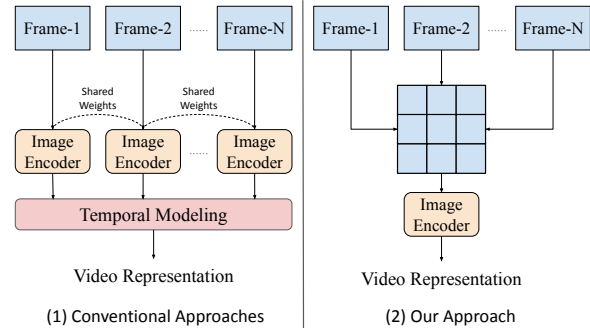 Frame-1 Frame-2 ...... Frame-N
Shared Weights Shared Weights
Image Encoder Image Encoder ...... Image Encoder
Temporal Modeling
Video Representation
(1) Conventional Approaches
Frame-1 Frame-2 ...... Frame-N
Image Encoder
Video Representation
(2) Our Approach